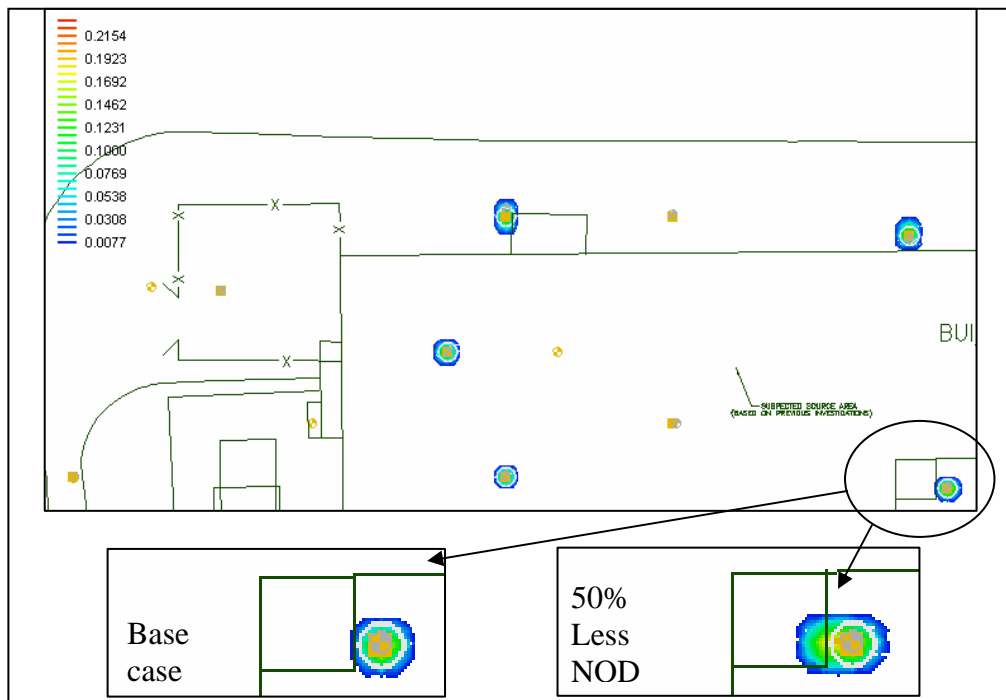 0.2154
0.1923
0.1692
0.1462
0.1231
0.1000
0.0769
0.0538
0.0308
0.0077
X
X
X
X
X
BUI
SUSPECTED SOURCE AREA
(BASED ON PREVIOUS INVESTIGATIONS)
Base
case
50%
Less
NOD